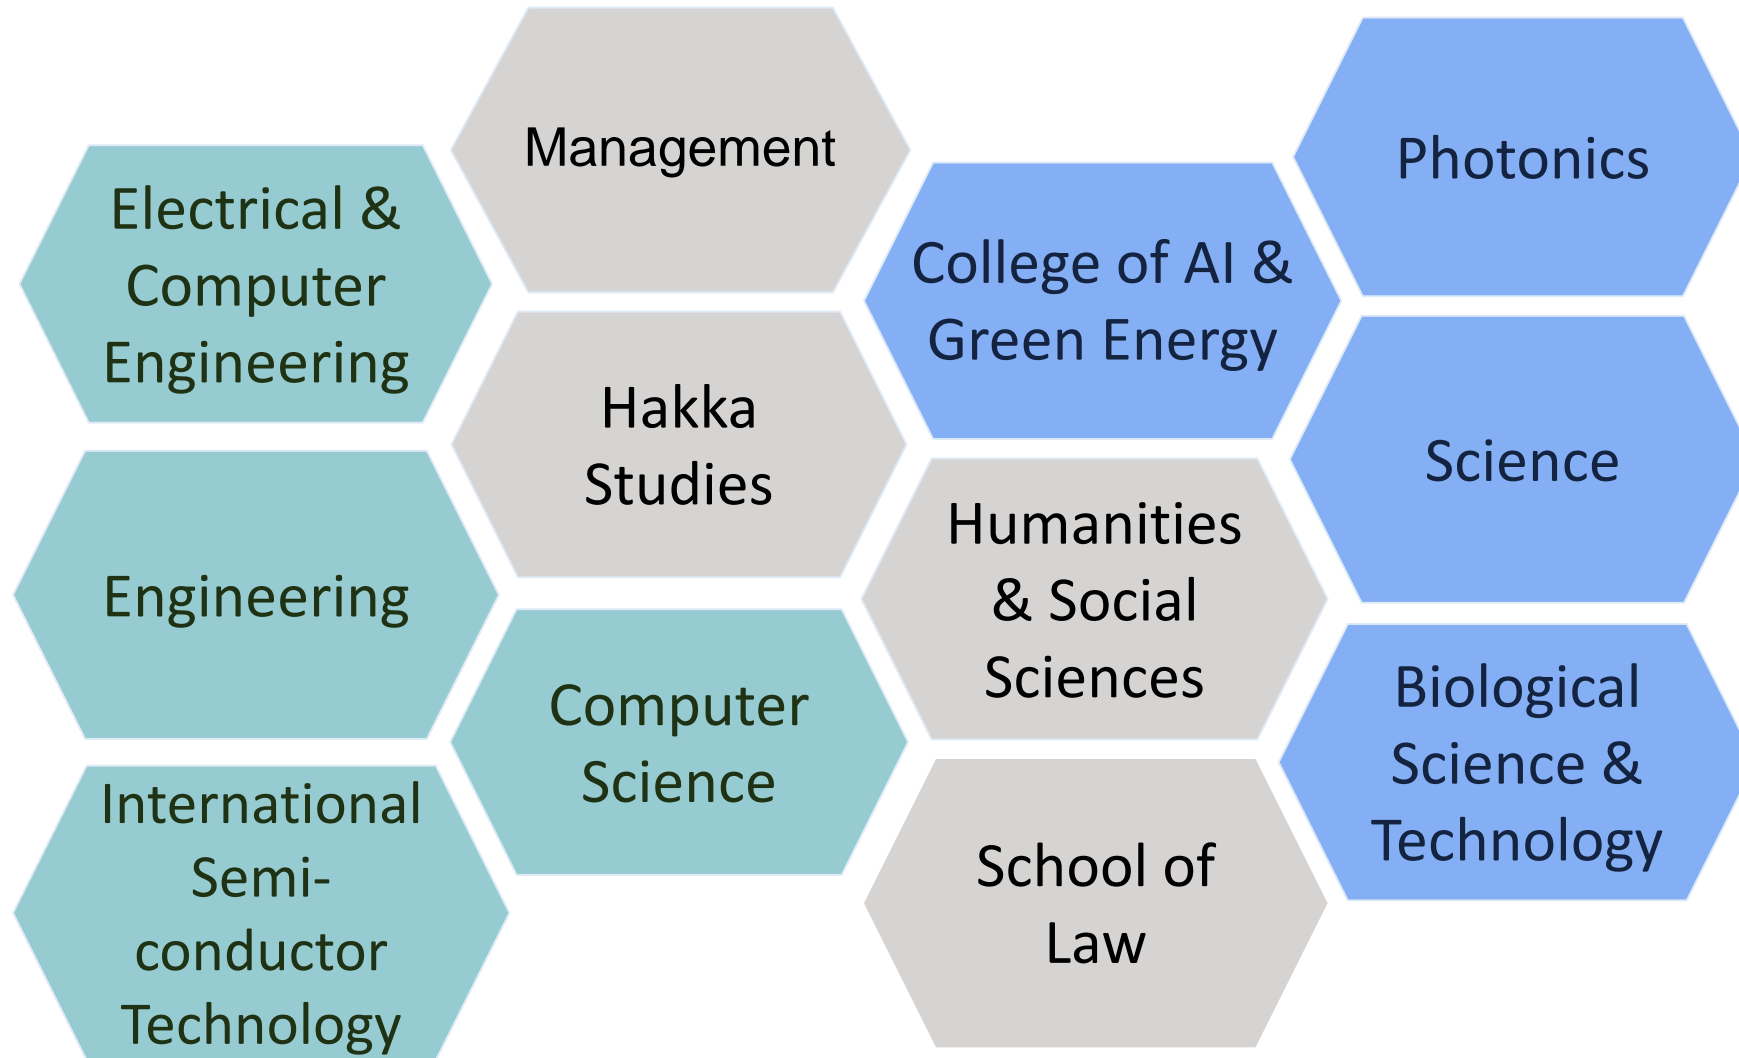 Electrical &
Computer
Engineering
Engineering
International
Semi-
conductor
Technology
Management
Hakka
Studies
Computer
Science
College of AI &
Green Energy
Humanities
& Social
Sciences
School of
Law
Photonics
Science
Biological
Science &
Technology